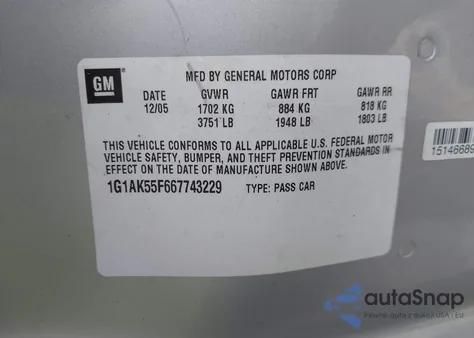 GM
MFD BY GENERAL MOTORS CORP
DATE GVWR GAWR FRT GAWR RR
12/05 1702 KG 884 KG 818 KG
3751 LB 1948 LB 1803 LB
THIS VEHICLE CONFORMS TO ALL APPLICABLE U.S. FEDERAL MOTOR
VEHICLE SAFETY, BUMPER, AND THEFT PREVENTION STANDARDS IN
EFFECT ON THE DATE OF MANUFACTURE SHOWN ABOVE.
1G1AK55F667743229 TYPE: PASS CAR
15146689
autoSnap